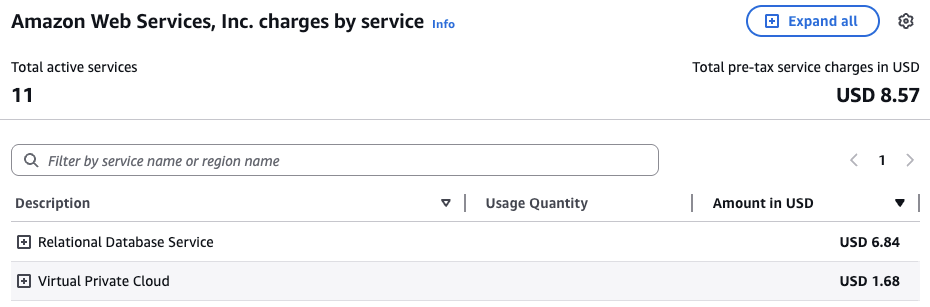 Amazon Web Services, Inc. charges by service Info
Expand all
Total active services
Total pre-tax service charges in USD
11
USD 8.57
Filter by service name or region name
1
Description Usage Quantity Amount in USD
Relational Database Service USD 6.84
Virtual Private Cloud USD 1.68